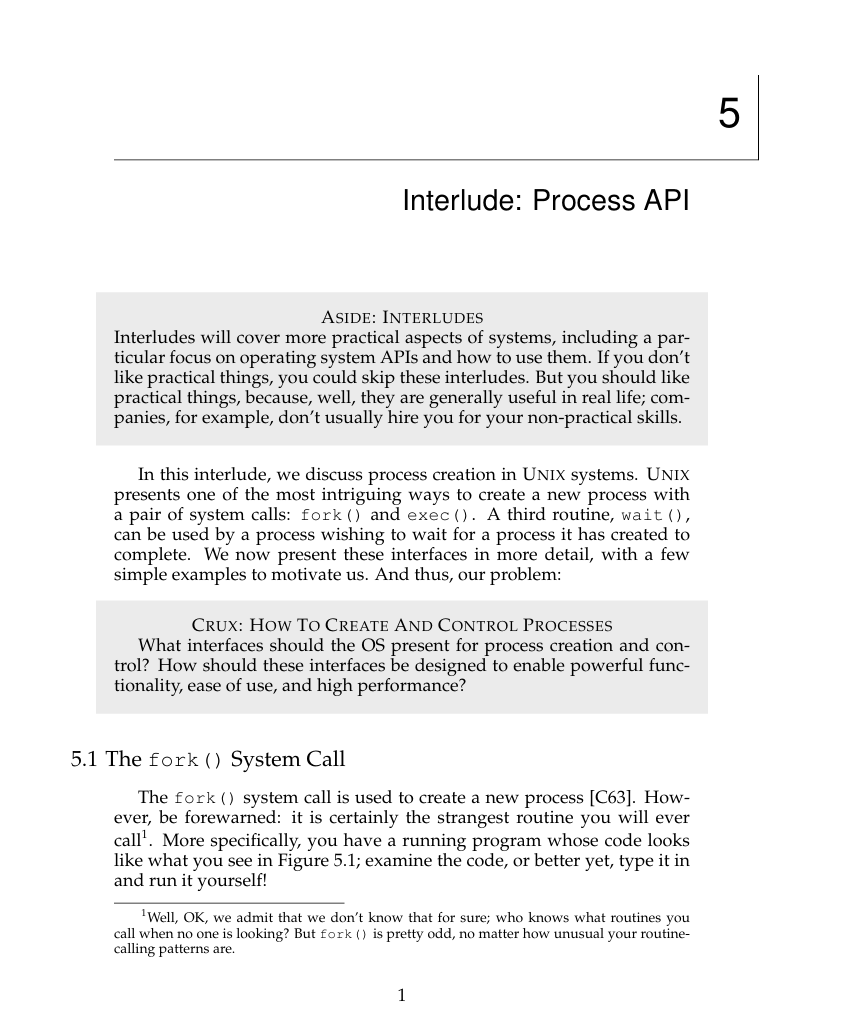 5
Interlude: Process API
ASIDE: INTERLUDES
Interludes will cover more practical aspects of systems, including a par-
ticular focus on operating system APIs and how to use them. If you don't
like practical things, you could skip these interludes. But you should like
practical things, because, well, they are generally useful in real life; com-
panies, for example, don't usually hire you for your non-practical skills.
In this interlude, we discuss process creation in UNIX systems. UNIX
presents one of the most intriguing ways to create a new process with
a pair of system calls: fork() and exec(). A third routine, wait(),
can be used by a process wishing to wait for a process it has created to
complete. We now present these interfaces in more detail, with a few
simple examples to motivate us. And thus, our problem:
CRUX: HOW TO CREATE AND CONTROL PROCESSES
What interfaces should the OS present for process creation and con-
trol? How should these interfaces be designed to enable powerful func-
tionality, ease of use, and high performance?
5.1 The fork() System Call
The fork() system call is used to create a new process [C63]. How-
ever, be forewarned: it is certainly the strangest routine you will ever
call1. More specifically, you have a running program whose code looks
like what you see in Figure 5.1; examine the code, or better yet, type it in
and run it yourself!
1Well, OK, we admit that we don't know that for sure; who knows what routines you
call when no one is looking? But fork() is pretty odd, no matter how unusual your routine-
calling patterns are.
1